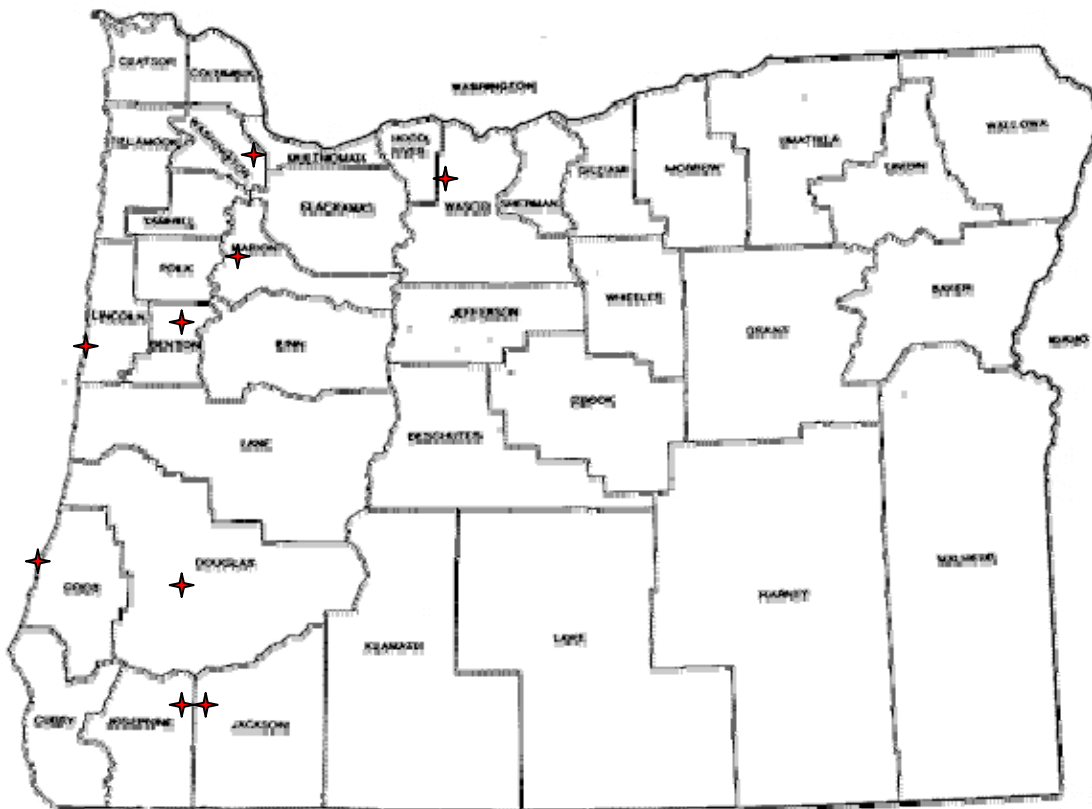 CLATSOP
COLUMBIA
WASHINGTON
TILLAMOOK
WASHINGTON
MULTNOMAH
HOOD
RIVER
WASCO
SHERMAN
GILLIAM
MORROW
UMATILLA
UNION
WALLOWA
YAMHILL
CLACKAMAS
MARION
POLK
LINCOLN
BENTON
LINN
JEFFERSON
WHEELER
GRANT
BAKER
IDAHO
CROOK
DESCHUTES
LANE
DOUGLAS
COOS
CURRY
JOSEPHINE
JACKSON
KLAMATH
LAKE
HARNEY
MALHEUR